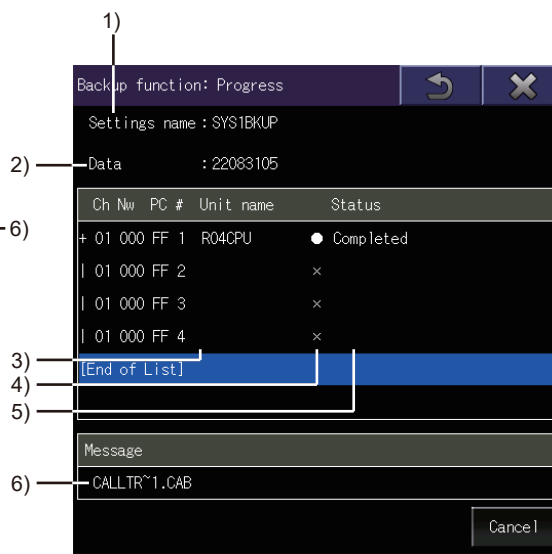 1)
Backup function: Progress
Settings name : SYS1BKUP
2)
Data : 22083105
Ch Nw PC # Unit name Status
6)
+ 01 000 FF 1 R04CPU ● Completed
| 01 000 FF 2 ×
| 01 000 FF 3 ×
| 01 000 FF 4 ×
3)
[End of List]
4)
5)
Message
6)
CALLTR~1.CAB
Cancel